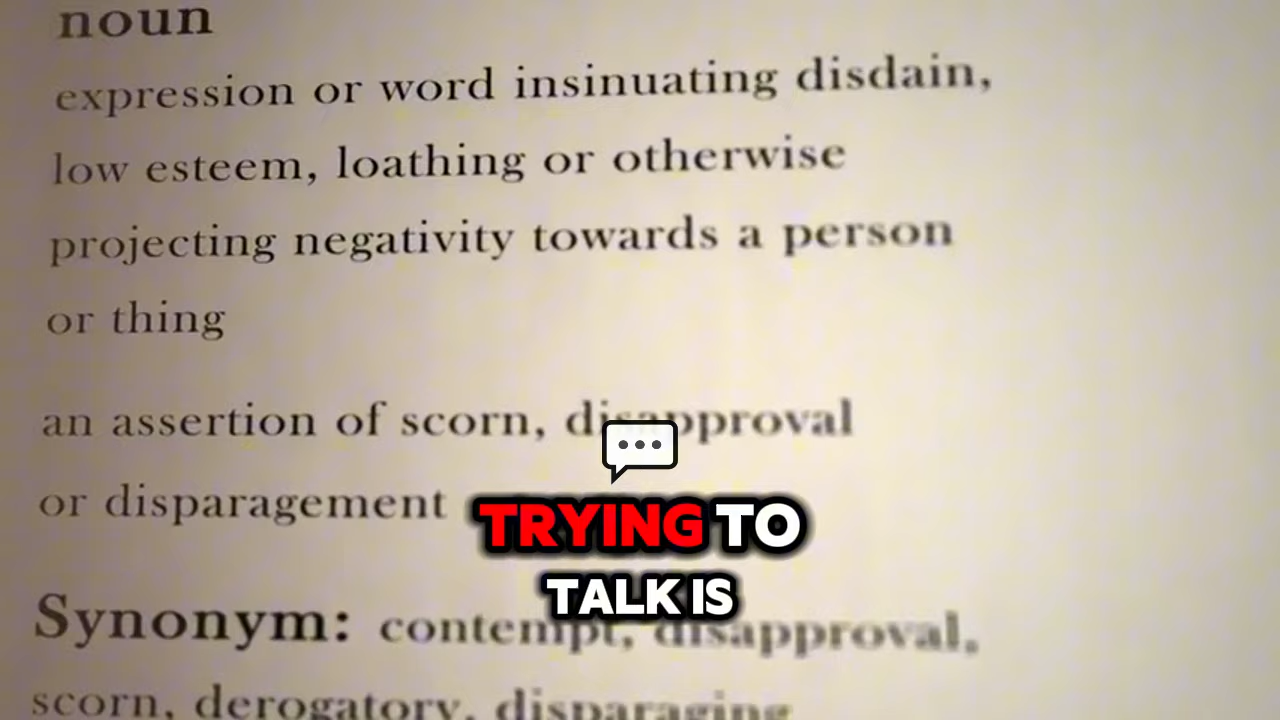 noun
expression or word insinuating disdain,
low esteem, loathing or otherwise
projecting negativity towards a person
or thing
an assertion of scorn, disapproval
or disparagement
TRYING TO
TALK IS
Synonym: contempt, disapproval,
scorn, derogatory, disparaging